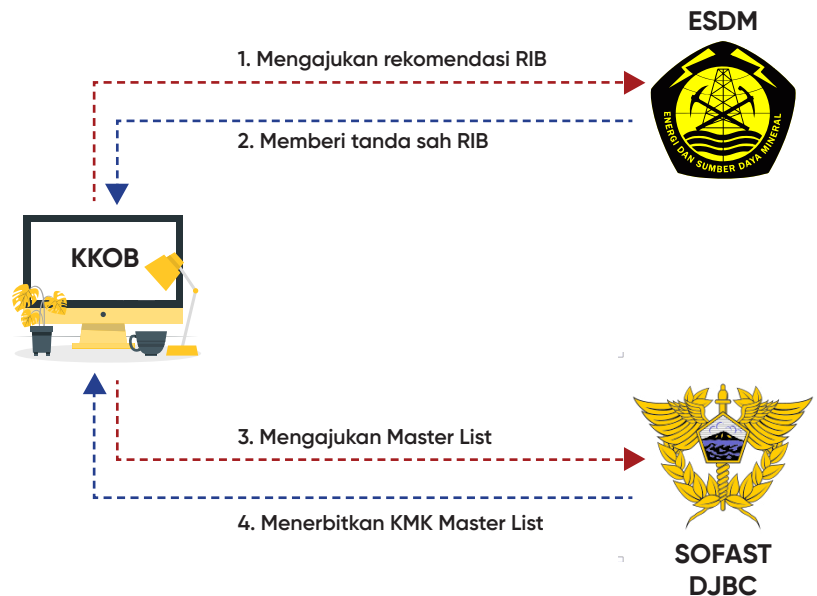 ESDM
1. Mengajukan rekomendasi RIB
2. Memberi tanda sah RIB
ENERGI DAN SUMBER DAYA MINERAL
KKOB
3. Mengajukan Master List
4. Menerbitkan KMK Master List
SOFAST
DJBC